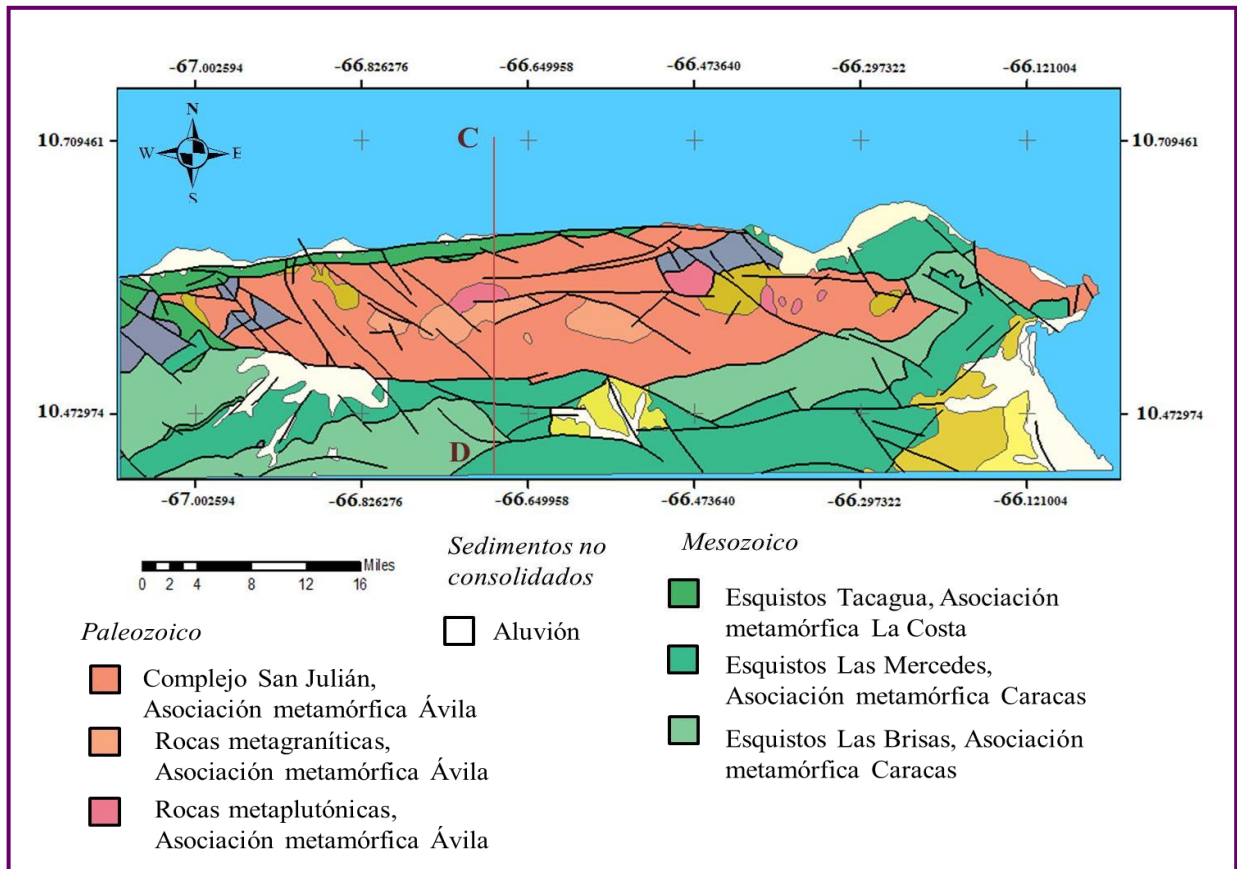 -67.002594 -66.826276 -66.649958 -66.473640 -66.297322 -66.121004
N
W E
S
C
10.709461 10.709461
10.472974 10.472974
D
-67.002594 -66.826276 -66.649958 -66.473640 -66.297322 -66.121004
Miles
0 2 4 8 12 16
Paleozoico
Complejo San Julián,
Asociación metamórfica Ávila
Rocas metagraníticas,
Asociación metamórfica Ávila
Rocas metaplutónicas,
Asociación metamórfica Ávila
Sedimentos no
consolidados
Aluvión
Mesozoico
Esquistos Tacagua, Asociación
metamórfica La Costa
Esquistos Las Mercedes,
Asociación metamórfica Caracas
Esquistos Las Brisas, Asociación
metamórfica Caracas